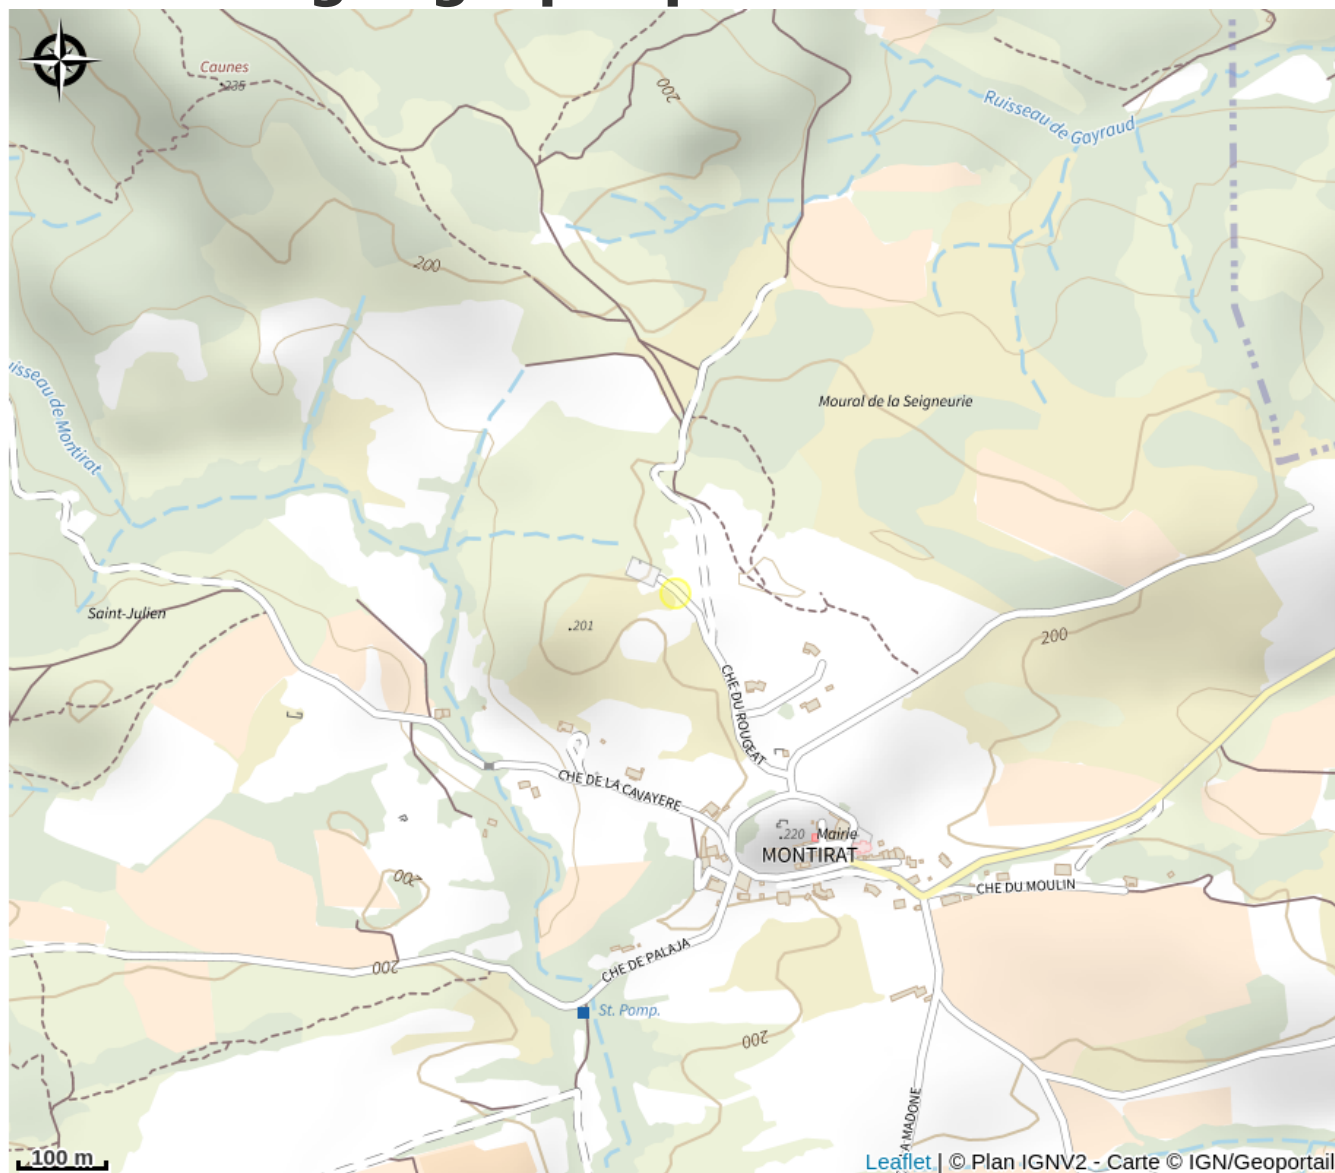 Caunes
.235
200
Ruisseau de Gayraud
200
Moural de la Seigneurie
uisseau de Montirat
Saint-Julien
.201
200
CHE DU ROUGEAT
CHE DE LA CAVAYERE
.220
Mairie
MONTIRAT
200
CHE DU MOULIN
CHE DE PALAJA
200
St. Pomp.
200
A MADONE
100 m
Leaflet | © Plan IGNV2 - Carte © IGN/Geoportail